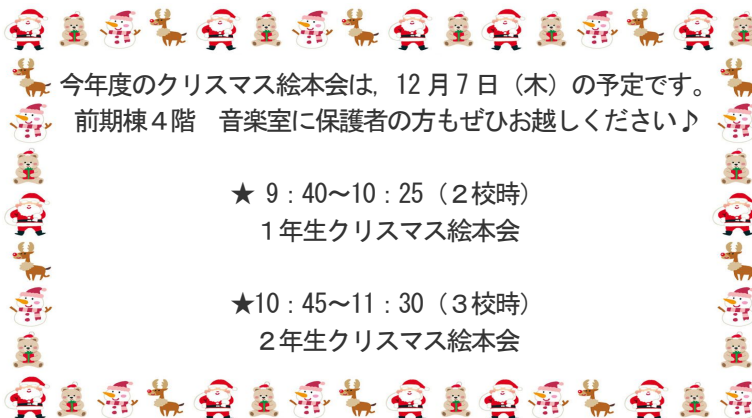 今年度のクリスマス絵本会は，12月7日（木）の予定です。
前期棟４階　音楽室に保護者の方もぜひお越しください♪
★ 9：40～10：25（２校時）
１年生クリスマス絵本会
★10：45～11：30（３校時）
２年生クリスマス絵本会